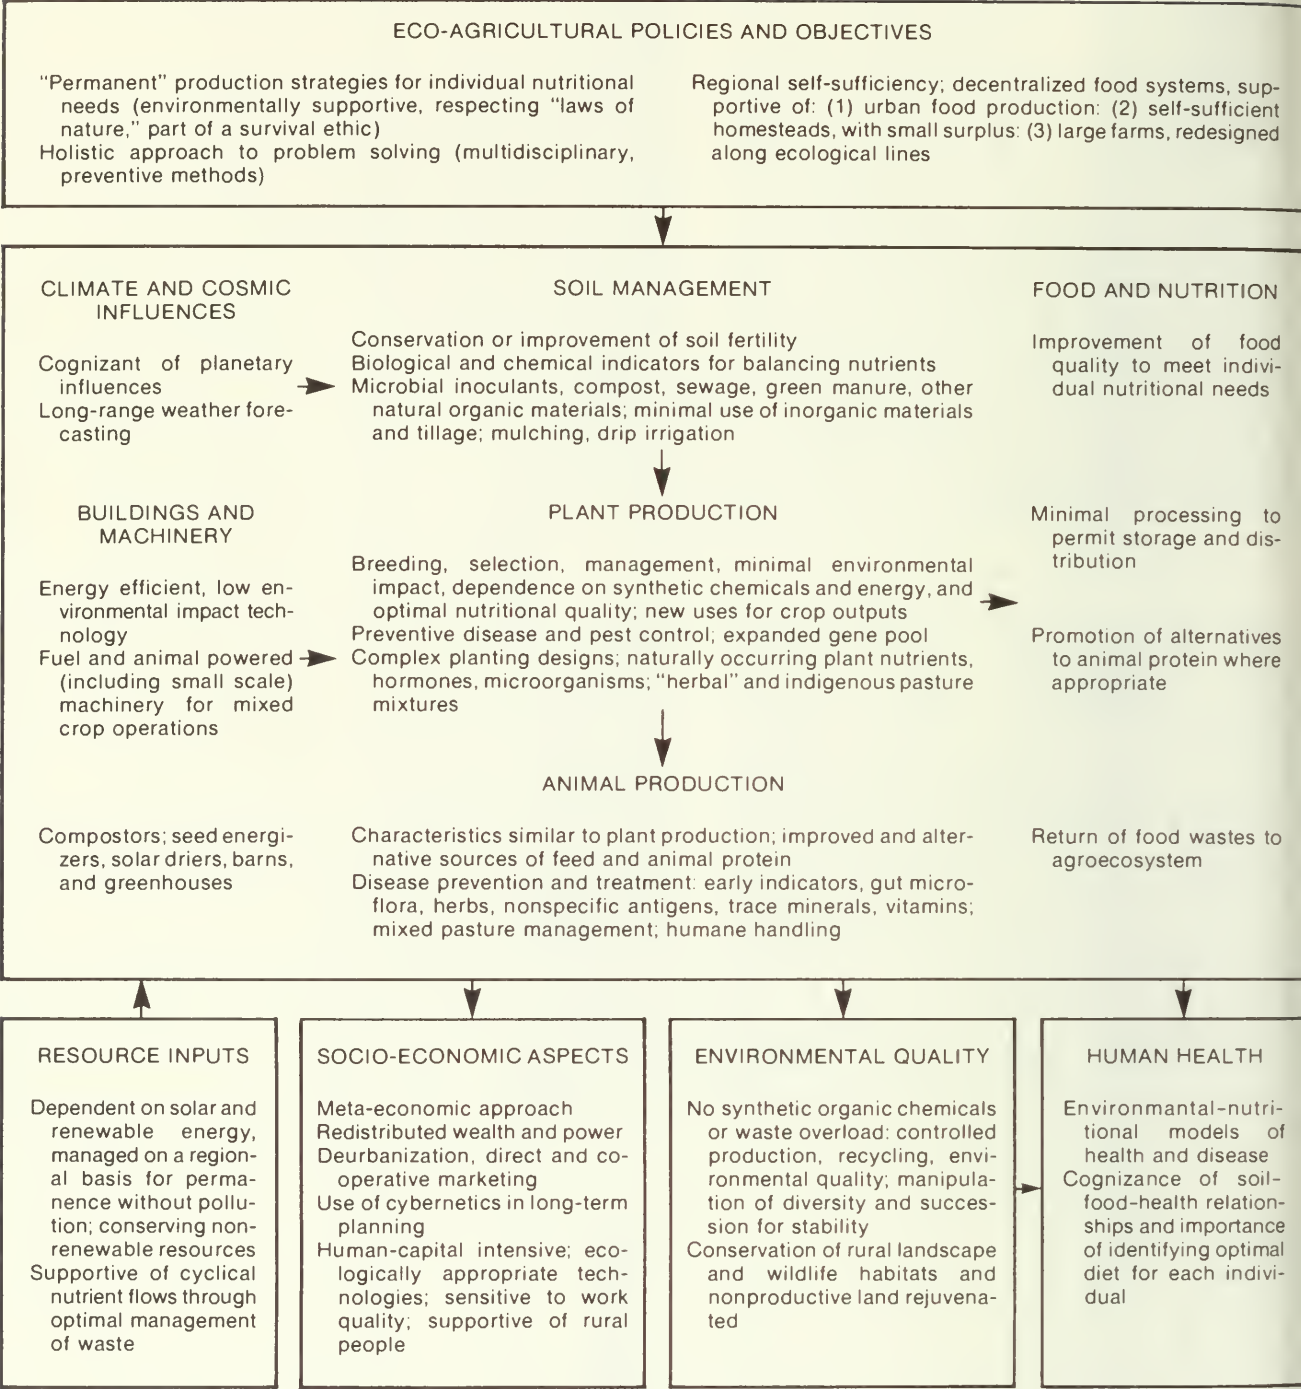 ECO-AGRICULTURAL POLICIES AND OBJECTIVES
"Permanent" production strategies for individual nutritional
needs (environmentally supportive, respecting "laws of
nature," part of a survival ethic)
Holistic approach to problem solving (multidisciplinary,
preventive methods)
Regional self-sufficiency; decentralized food systems, sup-
portive of: (1) urban food production: (2) self-sufficient
homesteads, with small surplus: (3) large farms, redesigned
along ecological lines
CLIMATE AND COSMIC
INFLUENCES
Cognizant of planetary
influences
Long-range weather fore-
casting
SOIL MANAGEMENT
Conservation or improvement of soil fertility
Biological and chemical indicators for balancing nutrients
Microbial inoculants, compost, sewage, green manure, other
natural organic materials; minimal use of inorganic materials
and tillage; mulching, drip irrigation
FOOD AND NUTRITION
Improvement of food
quality to meet indivi-
dual nutritional needs
BUILDINGS AND
MACHINERY
Energy efficient, low en-
vironmental impact tech-
nology
Fuel and animal powered
(including small scale)
machinery for mixed
crop operations
PLANT PRODUCTION
Breeding, selection, management, minimal environmental
impact, dependence on synthetic chemicals and energy, and
optimal nutritional quality; new uses for crop outputs
Preventive disease and pest control; expanded gene pool
Complex planting designs; naturally occurring plant nutrients,
hormones, microorganisms; "herbal" and indigenous pasture
mixtures
Minimal processing to
permit storage and dis-
tribution
Promotion of alternatives
to animal protein where
appropriate
ANIMAL PRODUCTION
Compostors; seed energi-
zers, solar driers, barns,
and greenhouses
Characteristics similar to plant production; improved and alter-
native sources of feed and animal protein
Disease prevention and treatment: early indicators, gut micro-
flora, herbs, nonspecific antigens, trace minerals, vitamins;
mixed pasture management; humane handling
Return of food wastes to
agroecosystem
RESOURCE INPUTS
Dependent on solar and
renewable energy,
managed on a region-
al basis for perma-
nence without pollu-
tion; conserving non-
renewable resources
Supportive of cyclical
nutrient flows through
optimal management
of waste
SOCIO-ECONOMIC ASPECTS
Meta-economic approach
Redistributed wealth and power
Deurbanization, direct and co-
operative marketing
Use of cybernetics in long-term
planning
Human-capital intensive; eco-
logically appropriate tech-
nologies; sensitive to work
quality; supportive of rural
people
ENVIRONMENTAL QUALITY
No synthetic organic chemicals
or waste overload: controlled
production, recycling, envi-
ronmental quality; manipula-
tion of diversity and succes-
sion for stability
Conservation of rural landscape
and wildlife habitats and
nonproductive land rejuvena-
ted
HUMAN HEALTH
Environmantal-nutri-
tional models of
health and disease
Cognizance of soil-
food-health relation-
ships and importance
of identifying optimal
diet for each indivi-
dual